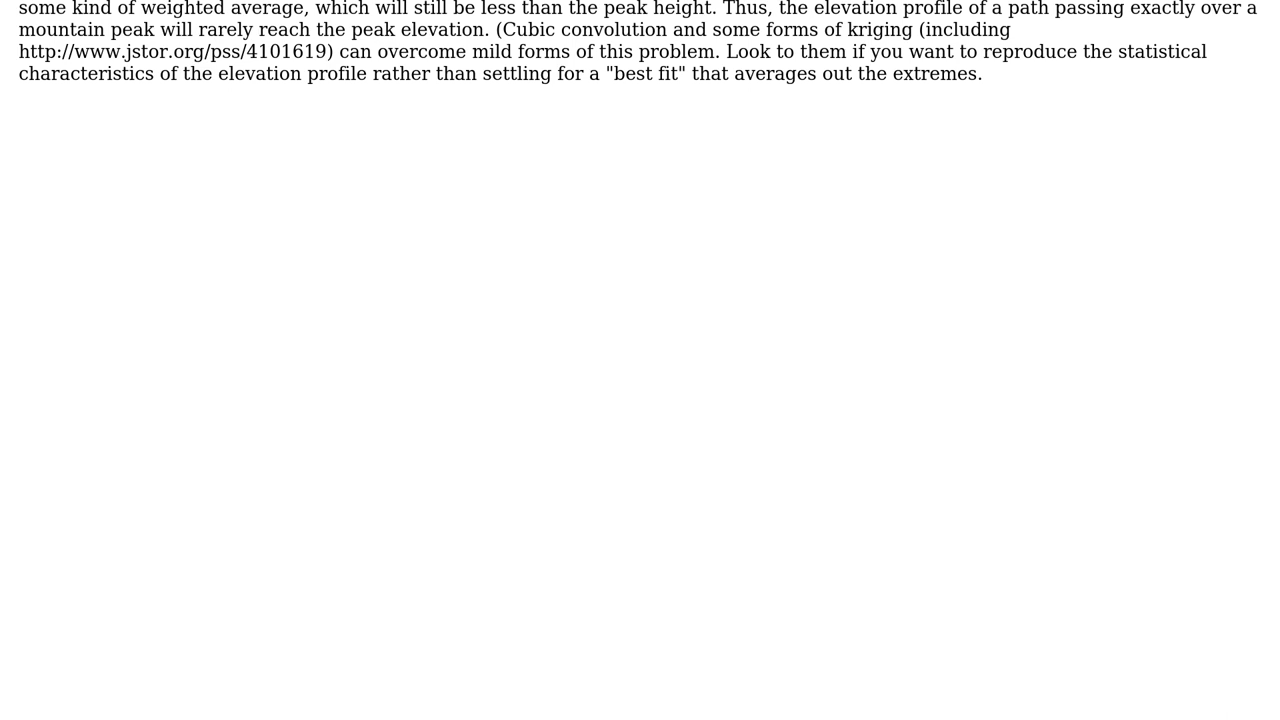 some kind of weighted average, which will still be less than the peak height. Thus, the elevation profile of a path passing exactly over a
mountain peak will rarely reach the peak elevation. (Cubic convolution and some forms of kriging (including
http://www.jstor.org/pss/4101619) can overcome mild forms of this problem. Look to them if you want to reproduce the statistical
characteristics of the elevation profile rather than settling for a "best fit" that averages out the extremes.